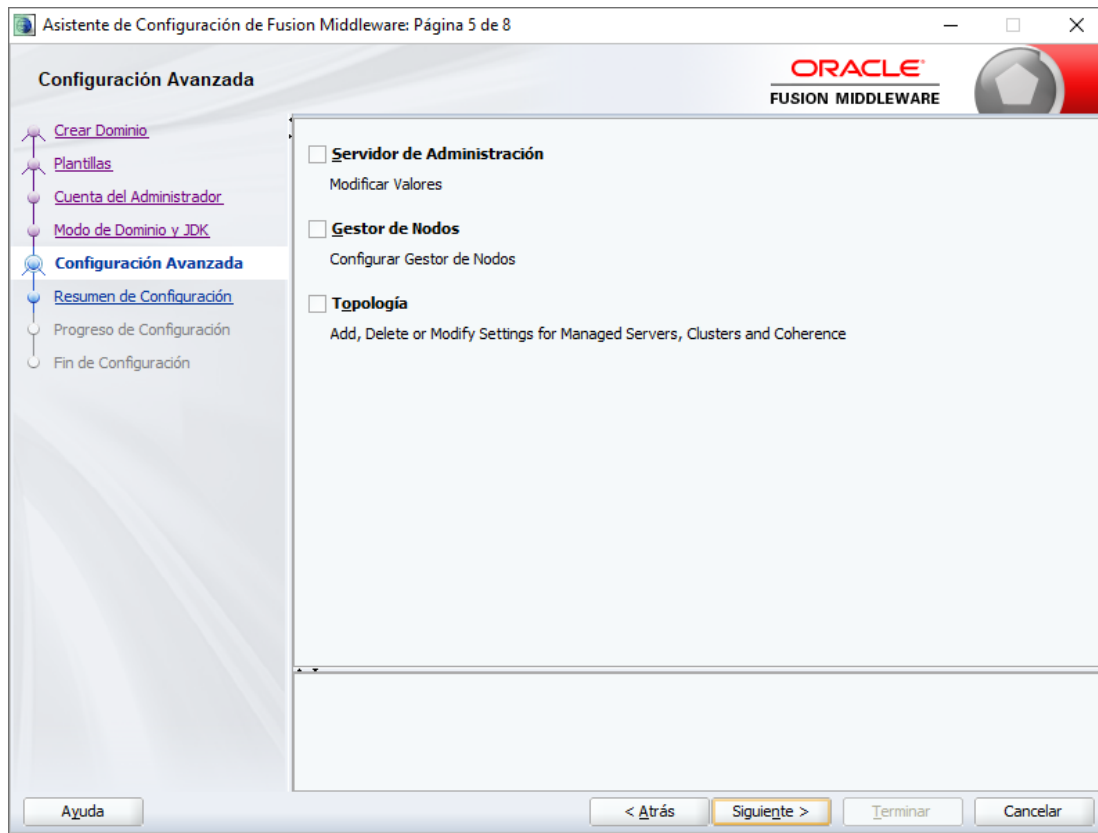 Asistente de Configuración de Fusion Middleware: Página 5 de 8
Configuración Avanzada
ORACLE
FUSION MIDDLEWARE
Crear Dominio
Plantillas
Cuenta del Administrador
Modo de Dominio y JDK
Configuración Avanzada
Resumen de Configuración
Progreso de Configuración
Fin de Configuración
Servidor de Administración
Modificar Valores
Gestor de Nodos
Configurar Gestor de Nodos
Topología
Add, Delete or Modify Settings for Managed Servers, Clusters and Coherence
Ayuda
< Atrás
Siguiente >
Terminar
Cancelar